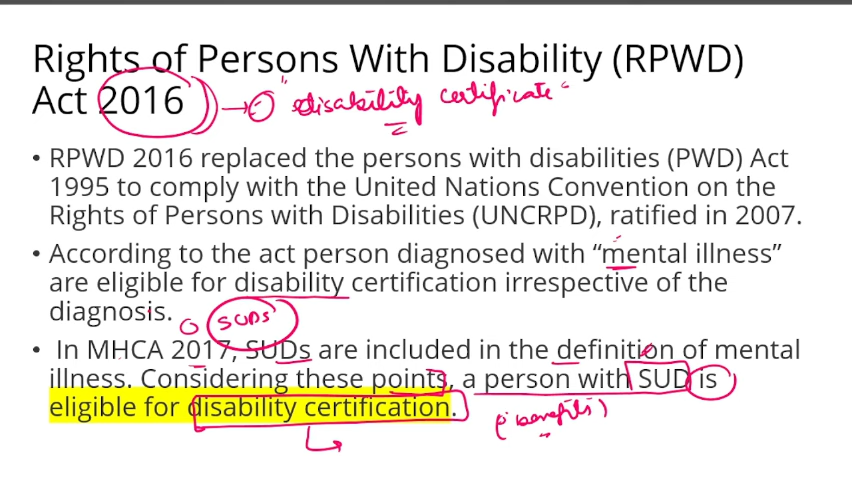 Rights of Persons With Disability (RPWD)
Act 2016
"disability certificate"
• RPWD 2016 replaced the persons with disabilities (PWD) Act
1995 to comply with the United Nations Convention on the
Rights of Persons with Disabilities (UNCRPD), ratified in 2007.
• According to the act person diagnosed with “mental illness”
are eligible for disability certification irrespective of the
diagnosis.
SUDs
• In MHCA 2017, SUDs are included in the definition of mental
illness. Considering these points, a person with SUD is
eligible for disability certification.
(benefits)